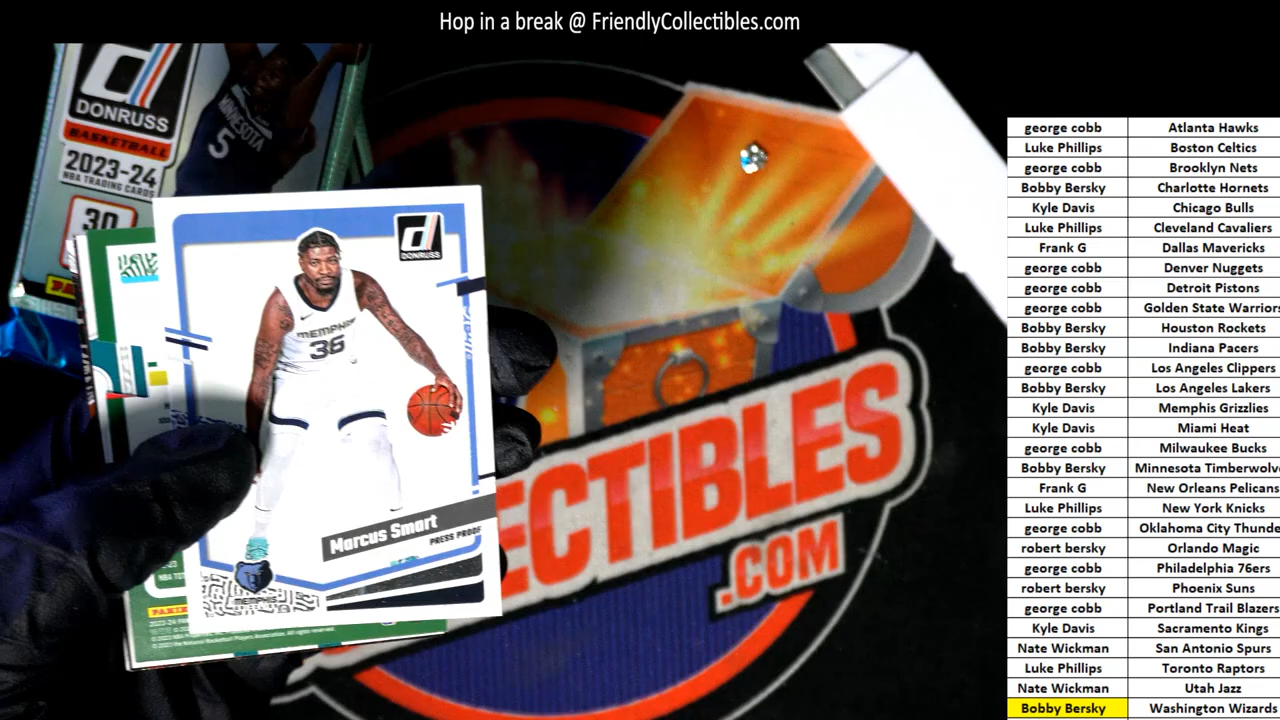 Hop in a break @ FriendlyCollectibles.com
DONRUSS
BASKETBALL
2023-24
NBA TRADING CARDS
30
MINNESOTA
5
DONRUSS
MEMPHIS
36
Marcus Smart
PRESS PROOF
MEMPHIS
ECTIBLES
.COM
george cobb Atlanta Hawks
Luke Phillips Boston Celtics
george cobb Brooklyn Nets
Bobby Bersky Charlotte Hornets
Kyle Davis Chicago Bulls
Luke Phillips Cleveland Cavaliers
Frank G Dallas Mavericks
george cobb Denver Nuggets
george cobb Detroit Pistons
george cobb Golden State Warriors
Bobby Bersky Houston Rockets
Bobby Bersky Indiana Pacers
george cobb Los Angeles Clippers
Bobby Bersky Los Angeles Lakers
Kyle Davis Memphis Grizzlies
Kyle Davis Miami Heat
george cobb Milwaukee Bucks
Bobby Bersky Minnesota Timberwolve
Frank G New Orleans Pelicans
Luke Phillips New York Knicks
george cobb Oklahoma City Thunde
robert bersky Orlando Magic
george cobb Philadelphia 76ers
robert bersky Phoenix Suns
george cobb Portland Trail Blazers
Kyle Davis Sacramento Kings
Nate Wickman San Antonio Spurs
Luke Phillips Toronto Raptors
Nate Wickman Utah Jazz
Bobby Bersky Washington Wizards